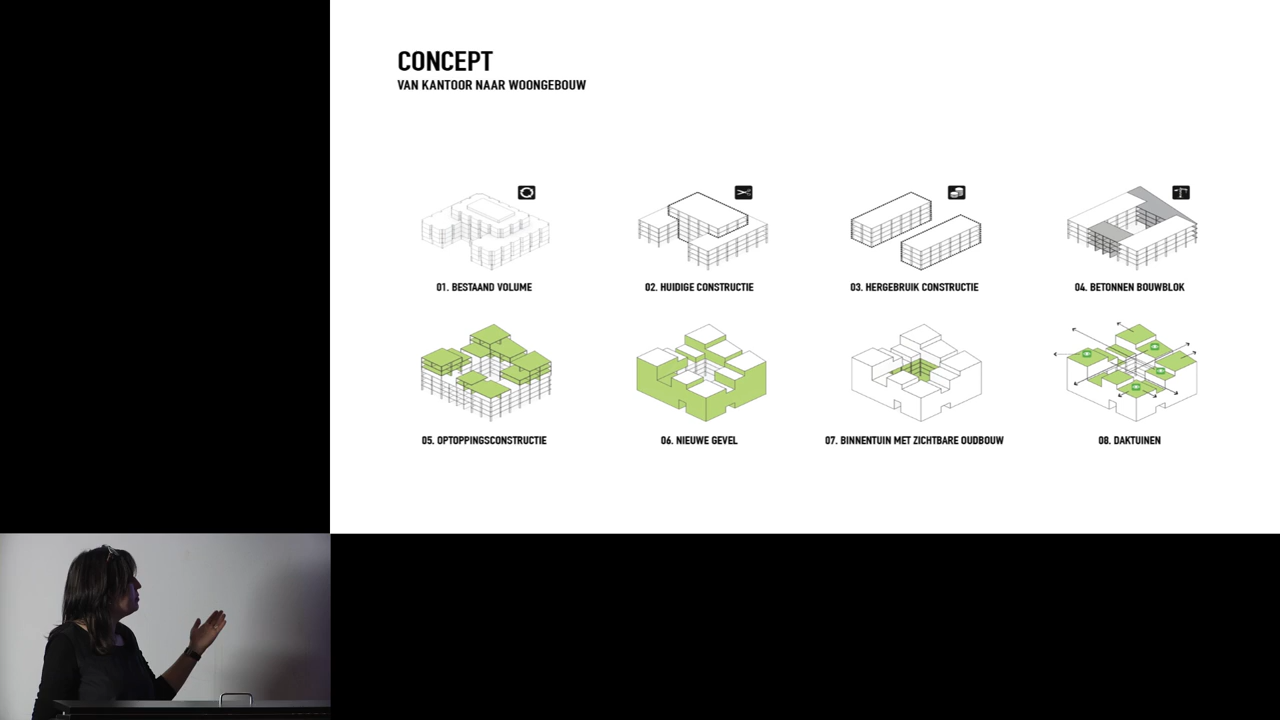 CONCEPT
VAN KANTOOR NAAR WOONGEBOUW
01. BESTAAND VOLUME
02. HUIDIGE CONSTRUCTIE
03. HERGEBRUIK CONSTRUCTIE
04. BETONNEN BOUWBLOK
05. OPTOPPINGSCONSTRUCTIE
06. NIEUWE GEVEL
07. BINNENTUIN MET ZICHTBARE OUDBOUW
08. DAKTUINEN